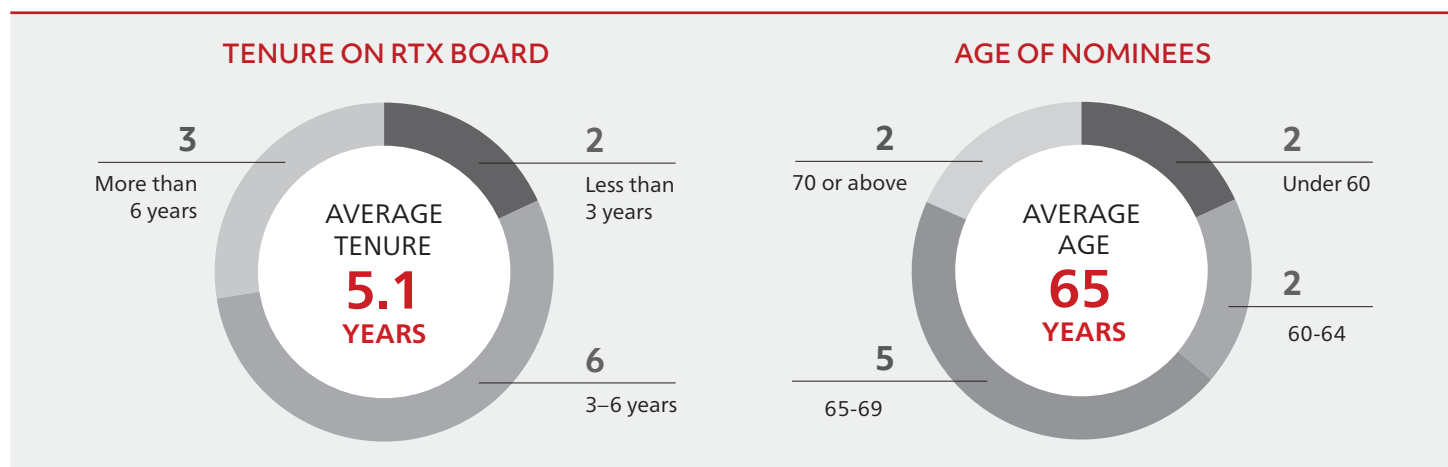 TENURE ON RTX BOARD
3
More than
6 years
AVERAGE
TENURE
5.1
YEARS
2
Less than
3 years
6
3–6 years
AGE OF NOMINEES
2
70 or above
5
65-69
AVERAGE
AGE
65
YEARS
2
Under 60
2
60-64